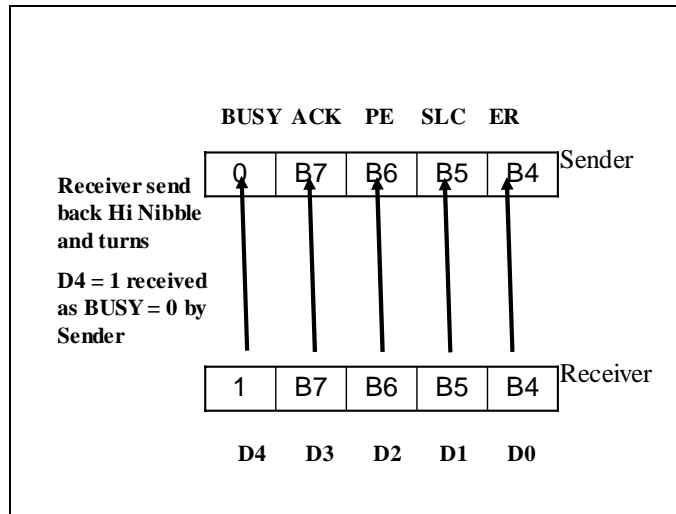 BUSY ACK PE SLC ER
0 B7 B6 B5 B4 Sender
Receiver send
back Hi Nibble
and turns
D4 = 1 received
as BUSY = 0 by
Sender
1 B7 B6 B5 B4 Receiver
D4 D3 D2 D1 D0